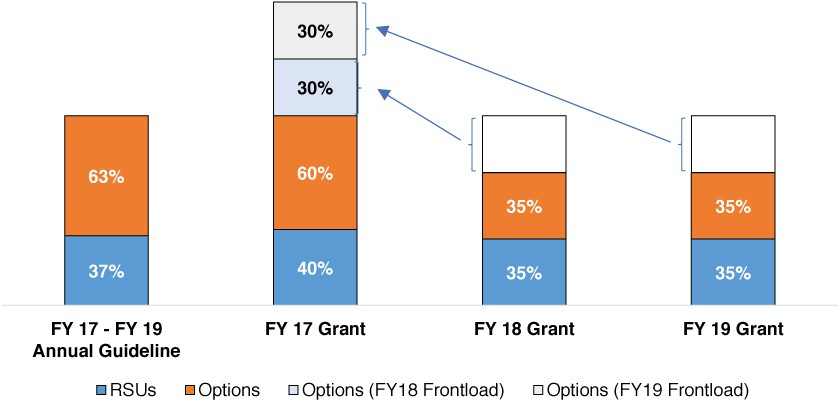 30%
30%
63%
60%
35%
35%
37%
40%
35%
35%
FY 17 - FY 19
Annual Guideline
FY 17 Grant
FY 18 Grant
FY 19 Grant
RSUs
Options
Options (FY18 Frontload)
Options (FY19 Frontload)